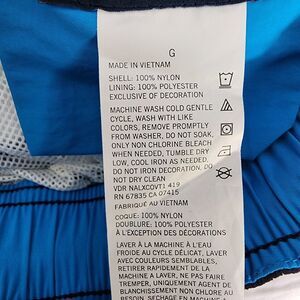 G
MADE IN VIETNAM
SHELL: 100% NYLON
LINING: 100% POLYESTER
EXCLUSIVE OF DECORATION
MACHINE WASH COLD GENTLE
CYCLE, WASH WITH LIKE
COLORS, REMOVE PROMPTLY
FROM WASHER, DO NOT SOAK,
ONLY NON CHLORINE BLEACH
WHEN NEEDED, TUMBLE DRY
LOW, COOL IRON AS NEEDED,
DO NOT IRON DECORATION. DO
NOT DRY CLEAN
VDR NALXCOVT1 419
RN 67835 CA 07415
FABRIQUÉ AU VIETNAM
COQUE: 100% NYLON
DOUBLURE: 100% POLYESTER
À L'EXCEPTION DES DÉCORATIONS
LAVER À LA MACHINE À L'EAU
FROIDE AU CYCLE DÉLICAT, LAVER
AVEC COULEURS SEMBLABLES,
RETIRER RAPIDEMENT DE LA
MACHINE A LAVER, NE PAS FAIRE
TREMPER, UNIQUEMENT AGENT DE
BLANCHISSEMENT NON CHLORÉ